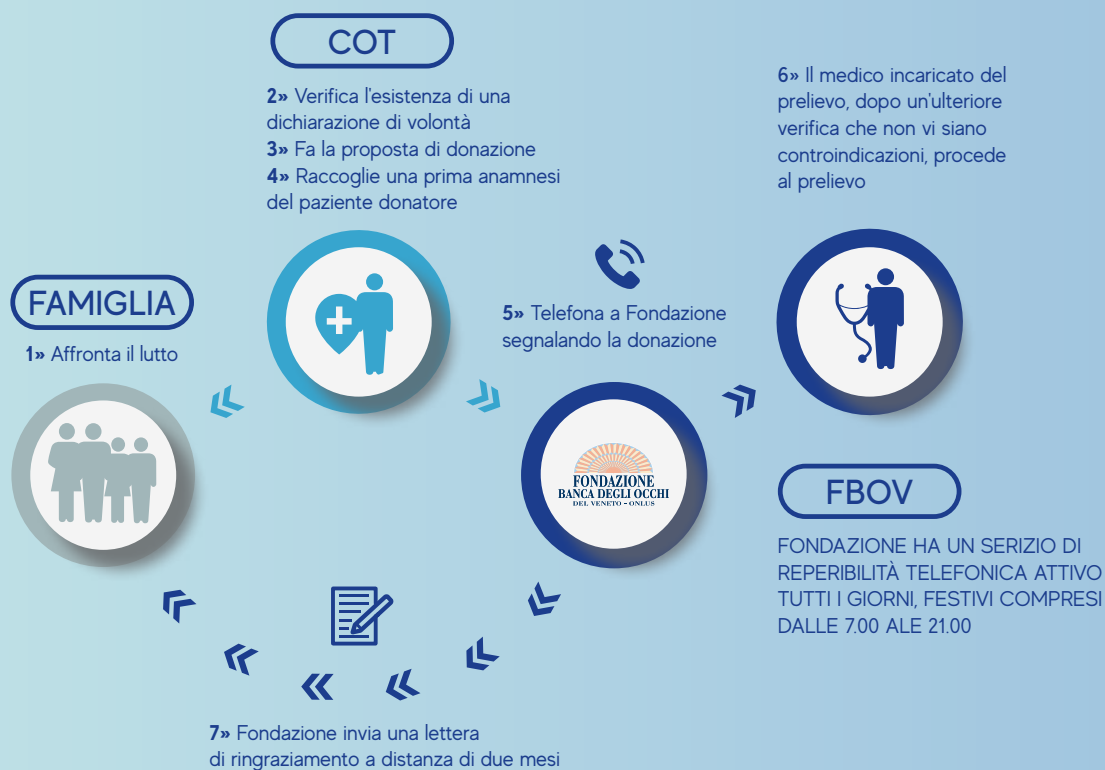 COT
2» Verifica l'esistenza di una
dichiarazione di volontà
3» Fa la proposta di donazione
4» Raccoglie una prima anamnesi
del paziente donatore
6» Il medico incaricato del
prelievo, dopo un'ulteriore
verifica che non vi siano
controindicazioni, procede
al prelievo
FAMIGLIA
1» Affronta il lutto
5» Telefona a Fondazione
segnalando la donazione
FONDAZIONE
BANCA DEGLI OCCHI
DEL VENETO - ONLUS
FBOV
FONDAZIONE HA UN SERIZIO DI
REPERIBILITÀ TELEFONICA ATTIVO
TUTTI I GIORNI, FESTIVI COMPRESI
DALLE 7.00 ALE 21.00
7» Fondazione invia una lettera
di ringraziamento a distanza di due mesi